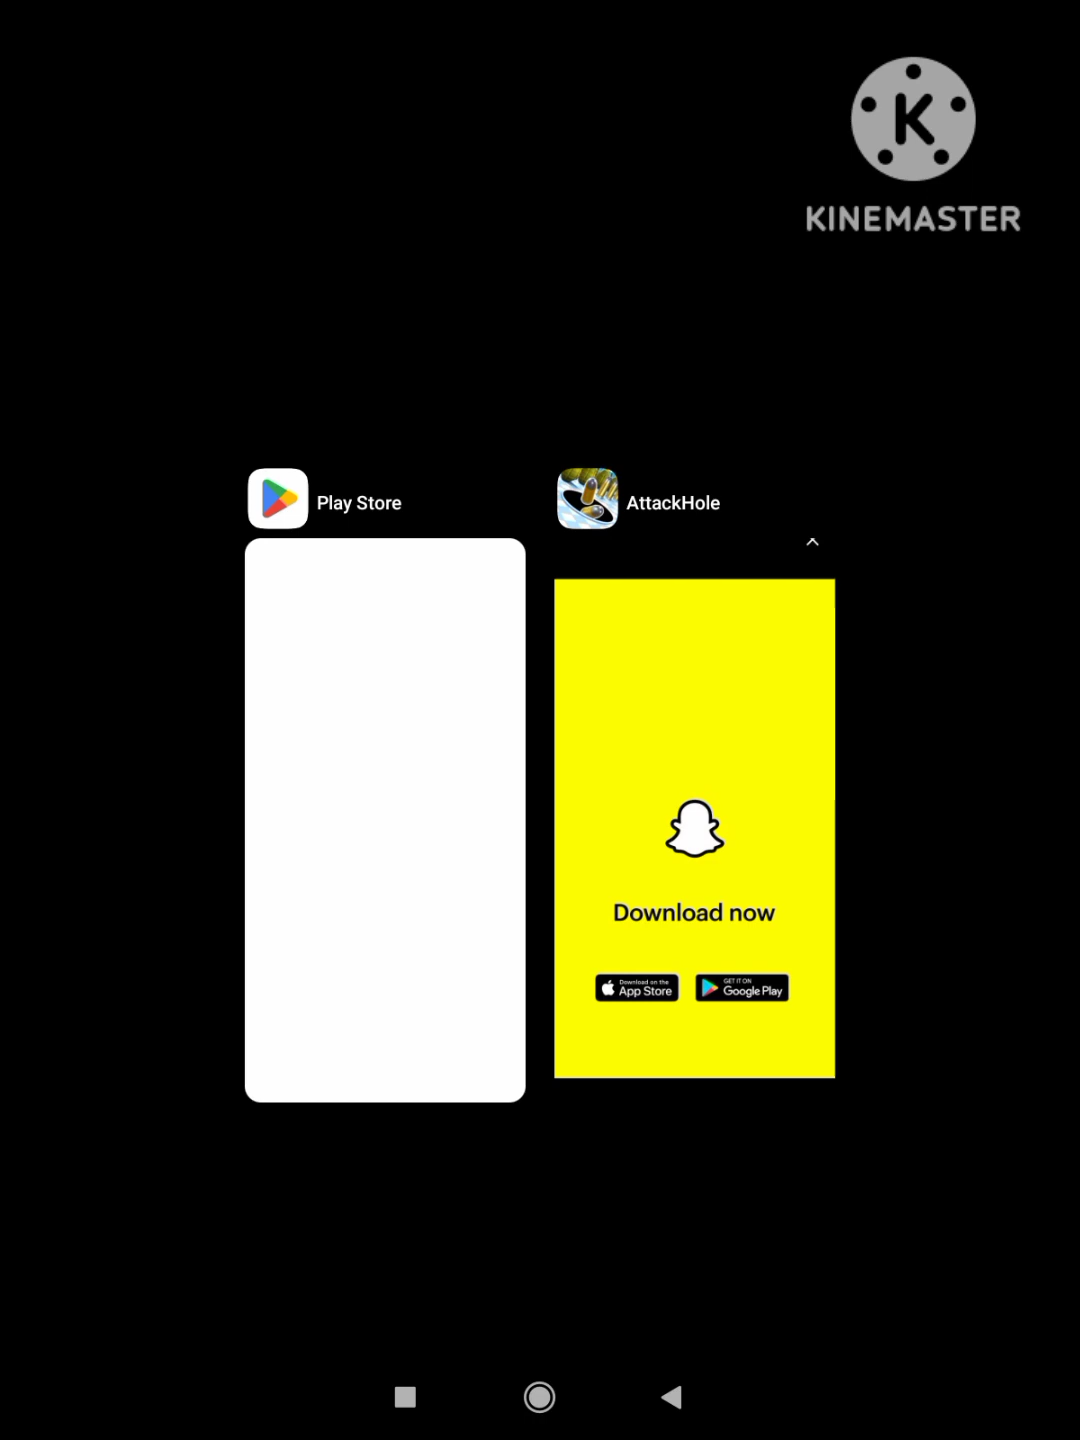 K
KINEMASTER
Play Store
AttackHole
Download now
Download on the
App Store
GET IT ON
Google Play